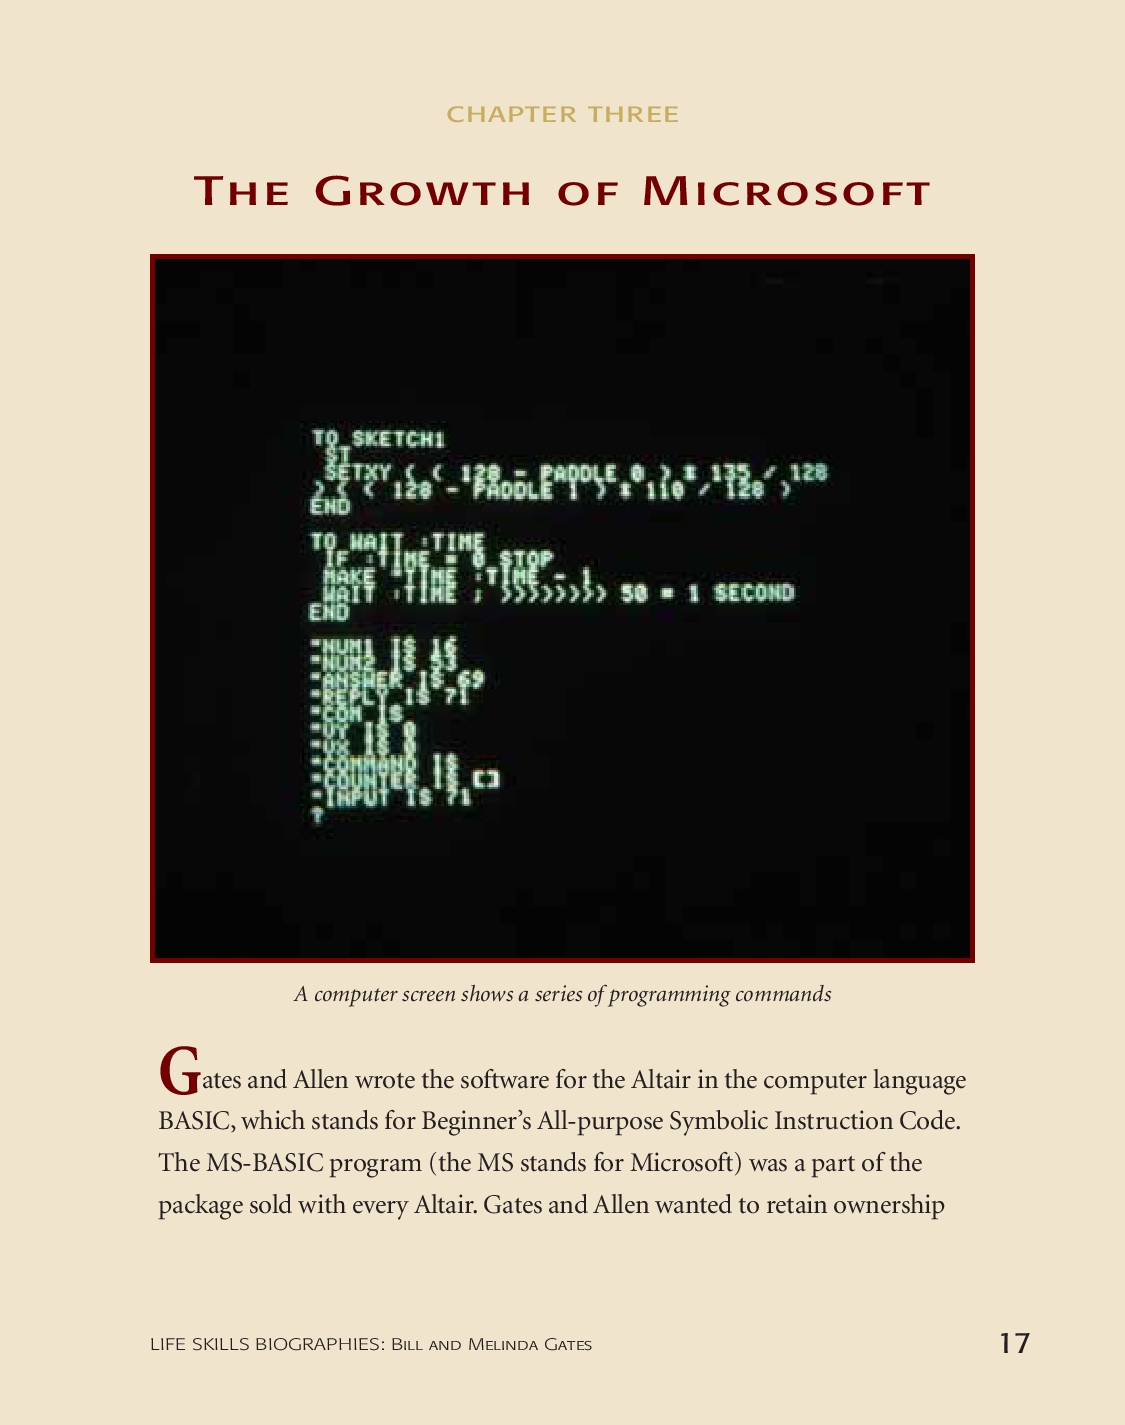 CHAPTER THREE
THE GROWTH OF MICROSOFT
TO SKETCH1
ST
SETXY ( ( 128 - PADDLE 0 ) * 135 / 128
) ( ( 128 - PADDLE 1 ) * 110 / 128 )
END
TO WAIT :TIME
IF :TIME = 0 STOP
MAKE "TIME :TIME - 1
WAIT :TIME ; >>>>>>>> 50 = 1 SECOND
END
"NUM1 IS 16
"NUM2 IS 53
"ANSWER IS 69
"REPLY IS 71
"COM IS
"VY IS 0
"VX IS 0
"COMMAND IS
"COUNTER IS []
"INPUT IS 71
?
A computer screen shows a series of programming commands
Gates and Allen wrote the software for the Altair in the computer language
BASIC, which stands for Beginner’s All-purpose Symbolic Instruction Code.
The MS-BASIC program (the MS stands for Microsoft) was a part of the
package sold with every Altair. Gates and Allen wanted to retain ownership
LIFE SKILLS BIOGRAPHIES: BILL AND MELINDA GATES 17